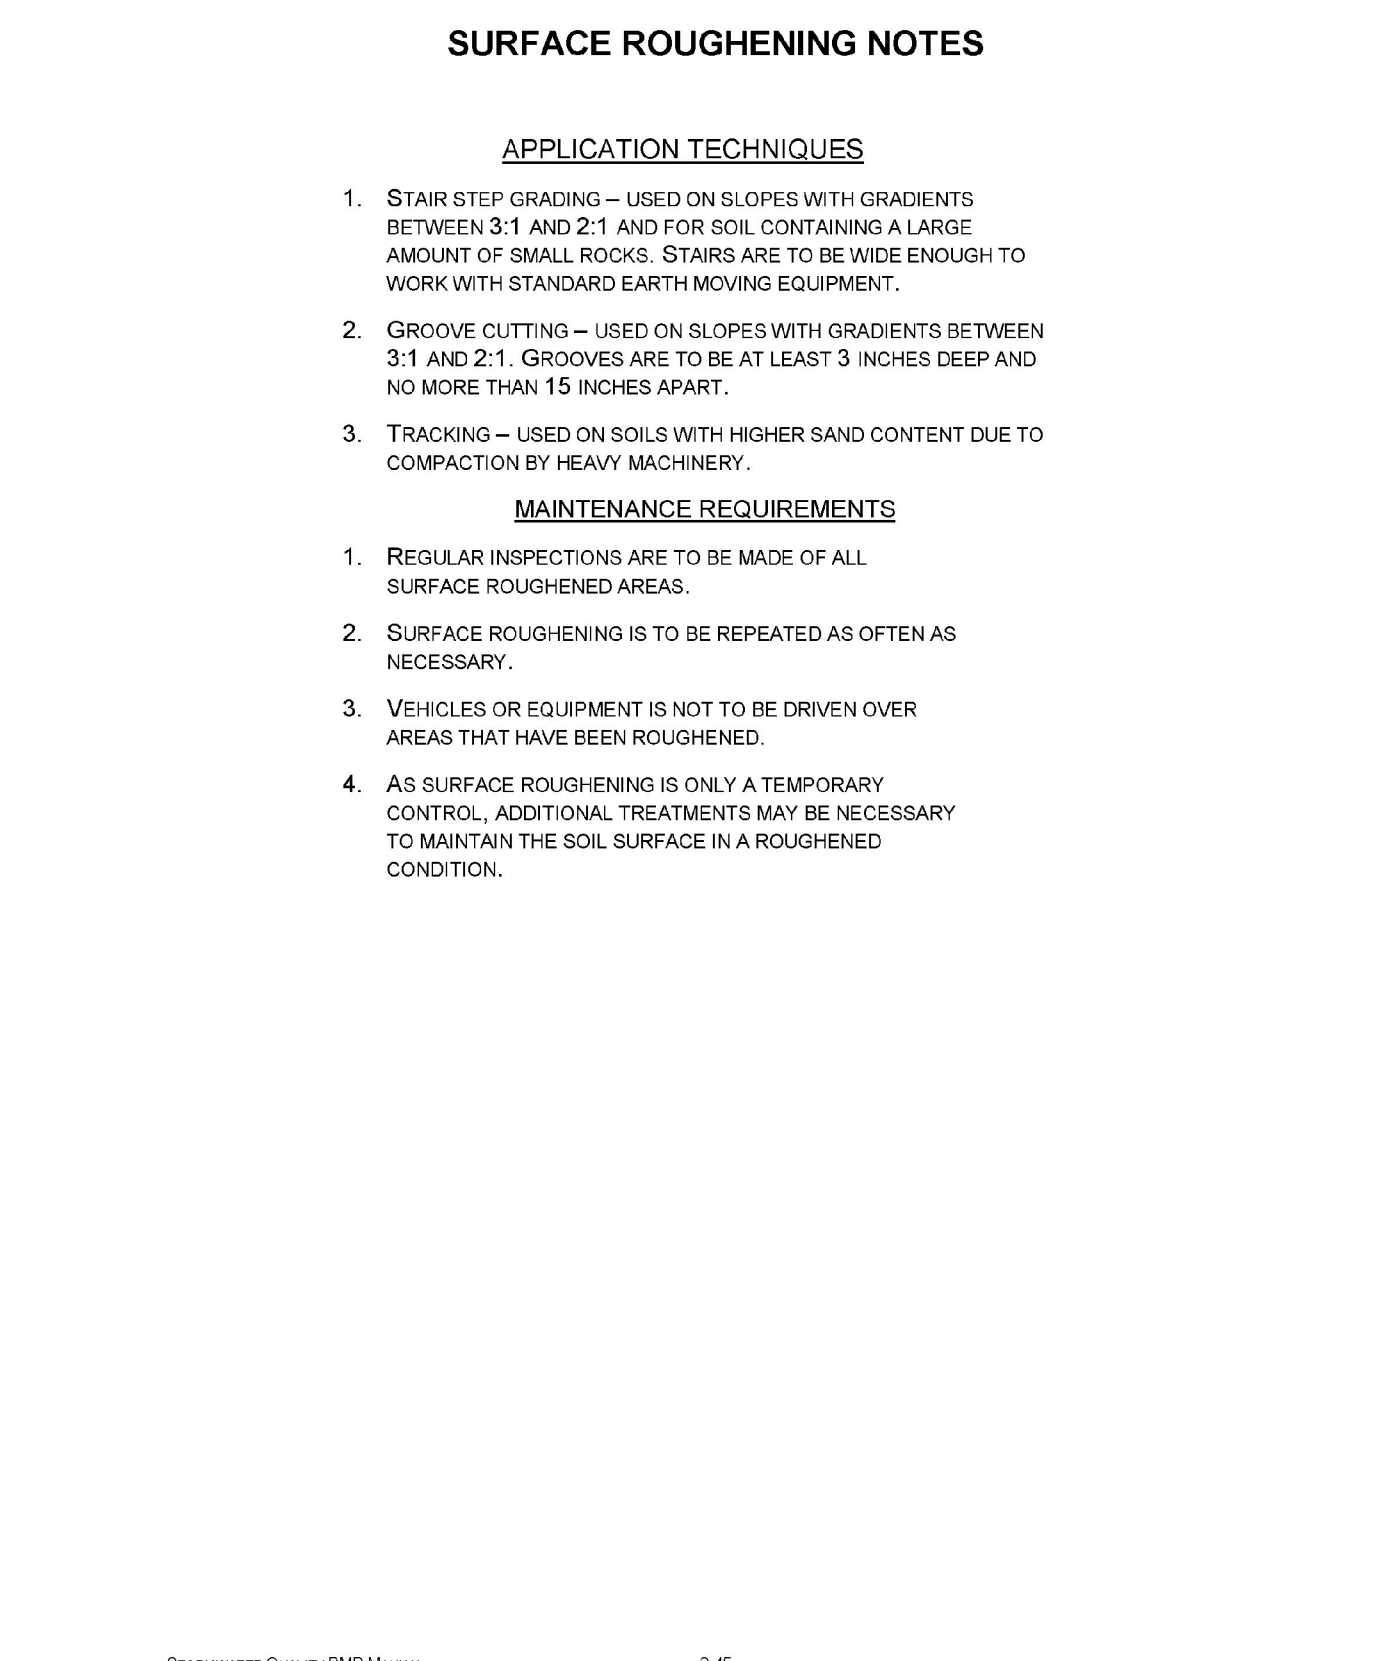 SURFACE ROUGHENING NOTES
APPLICATION TECHNIQUES
1. STAIR STEP GRADING – USED ON SLOPES WITH GRADIENTS
BETWEEN 3:1 AND 2:1 AND FOR SOIL CONTAINING A LARGE
AMOUNT OF SMALL ROCKS. STAIRS ARE TO BE WIDE ENOUGH TO
WORK WITH STANDARD EARTH MOVING EQUIPMENT.
2. GROOVE CUTTING – USED ON SLOPES WITH GRADIENTS BETWEEN
3:1 AND 2:1. GROOVES ARE TO BE AT LEAST 3 INCHES DEEP AND
NO MORE THAN 15 INCHES APART.
3. TRACKING – USED ON SOILS WITH HIGHER SAND CONTENT DUE TO
COMPACTION BY HEAVY MACHINERY.
MAINTENANCE REQUIREMENTS
1. REGULAR INSPECTIONS ARE TO BE MADE OF ALL
SURFACE ROUGHENED AREAS.
2. SURFACE ROUGHENING IS TO BE REPEATED AS OFTEN AS
NECESSARY.
3. VEHICLES OR EQUIPMENT IS NOT TO BE DRIVEN OVER
AREAS THAT HAVE BEEN ROUGHENED.
4. AS SURFACE ROUGHENING IS ONLY A TEMPORARY
CONTROL, ADDITIONAL TREATMENTS MAY BE NECESSARY
TO MAINTAIN THE SOIL SURFACE IN A ROUGHENED
CONDITION.